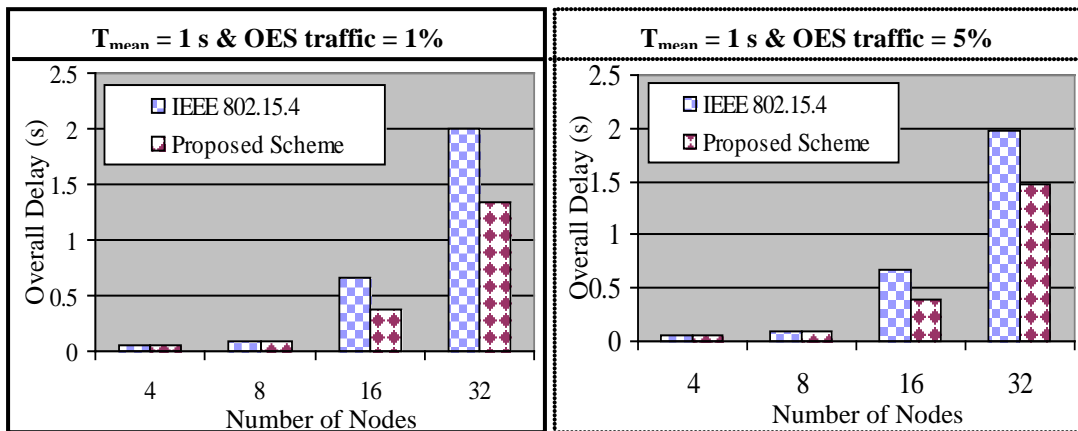 T_mean = 1 s & OES traffic = 1%
2.5
2
1.5
1
0.5
0
Overall Delay (s)
IEEE 802.15.4
Proposed Scheme
4 8 16 32
Number of Nodes
T_mean = 1 s & OES traffic = 5%
2.5
2
1.5
1
0.5
0
Overall Delay (s)
IEEE 802.15.4
Proposed Scheme
4 8 16 32
Number of Nodes